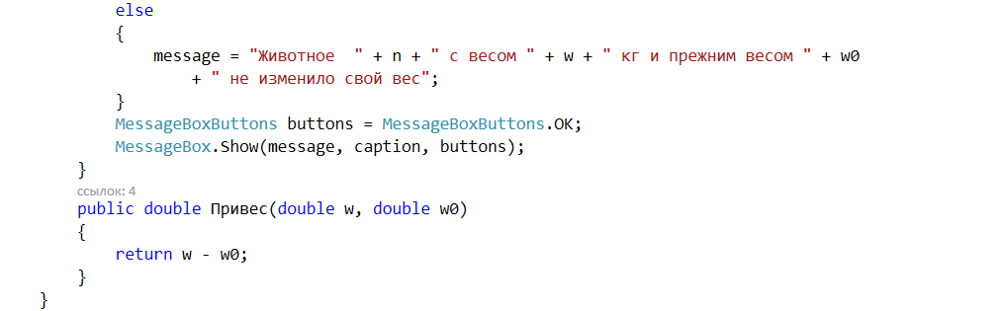 else
{
message = "Животное  " + n + " с весом " + w + " кг и прежним весом " + w0
+ " не изменило свой вес";
}
MessageBoxButtons buttons = MessageBoxButtons.OK;
MessageBox.Show(message, caption, buttons);
}
ссылок: 4
public double Привес(double w, double w0)
{
return w - w0;
}
}